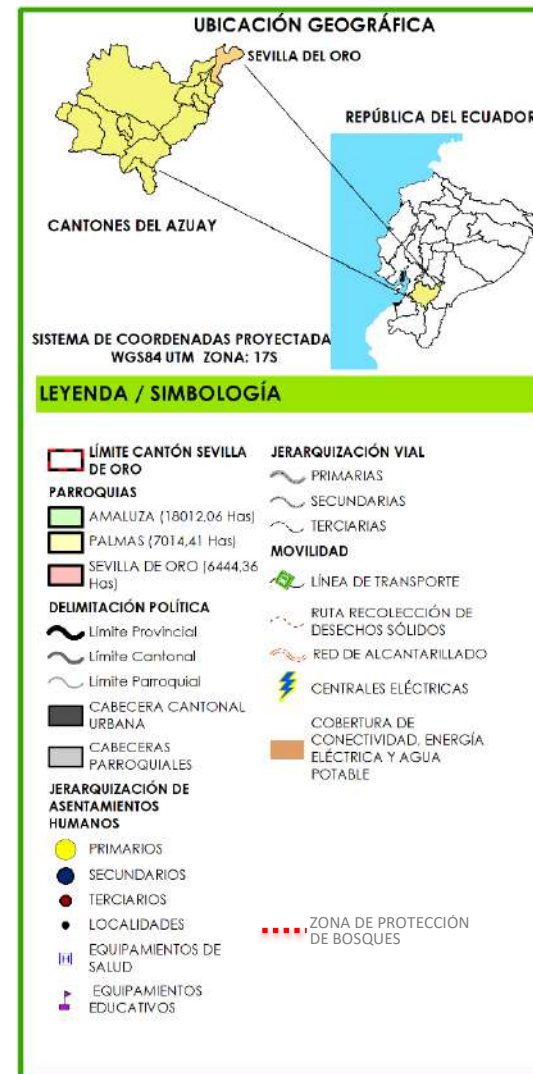 UBICACIÓN GEOGRÁFICA
SEVILLA DEL ORO
REPÚBLICA DEL ECUADOR
CANTONES DEL AZUAY
SISTEMA DE COORDENADAS PROYECTADA
WGS84 UTM ZONA: 17S
LEYENDA / SIMBOLOGÍA
LÍMITE CANTÓN SEVILLA
DE ORO
PARROQUIAS
AMALUZA (18012,06 Has)
PALMAS (7014,41 Has)
SEVILLA DE ORO (6444,36
Has)
DELIMITACIÓN POLÍTICA
Límite Provincial
Límite Cantonal
Límite Parroquial
CABECERA CANTONAL
URBANA
CABECERAS
PARROQUIALES
JERARQUIZACIÓN DE
ASENTAMIENTOS
HUMANOS
PRIMARIOS
SECUNDARIOS
TERCIARIOS
LOCALIDADES
EQUIPAMIENTOS DE
SALUD
EQUIPAMIENTOS
EDUCATIVOS
JERARQUIZACIÓN VIAL
PRIMARIAS
SECUNDARIAS
TERCIARIAS
MOVILIDAD
LÍNEA DE TRANSPORTE
RUTA RECOLECCIÓN DE
DESECHOS SÓLIDOS
RED DE ALCANTARILLADO
CENTRALES ELÉCTRICAS
COBERTURA DE
CONECTIVIDAD, ENERGÍA
ELÉCTRICA Y AGUA
POTABLE
ZONA DE PROTECCIÓN
DE BOSQUES